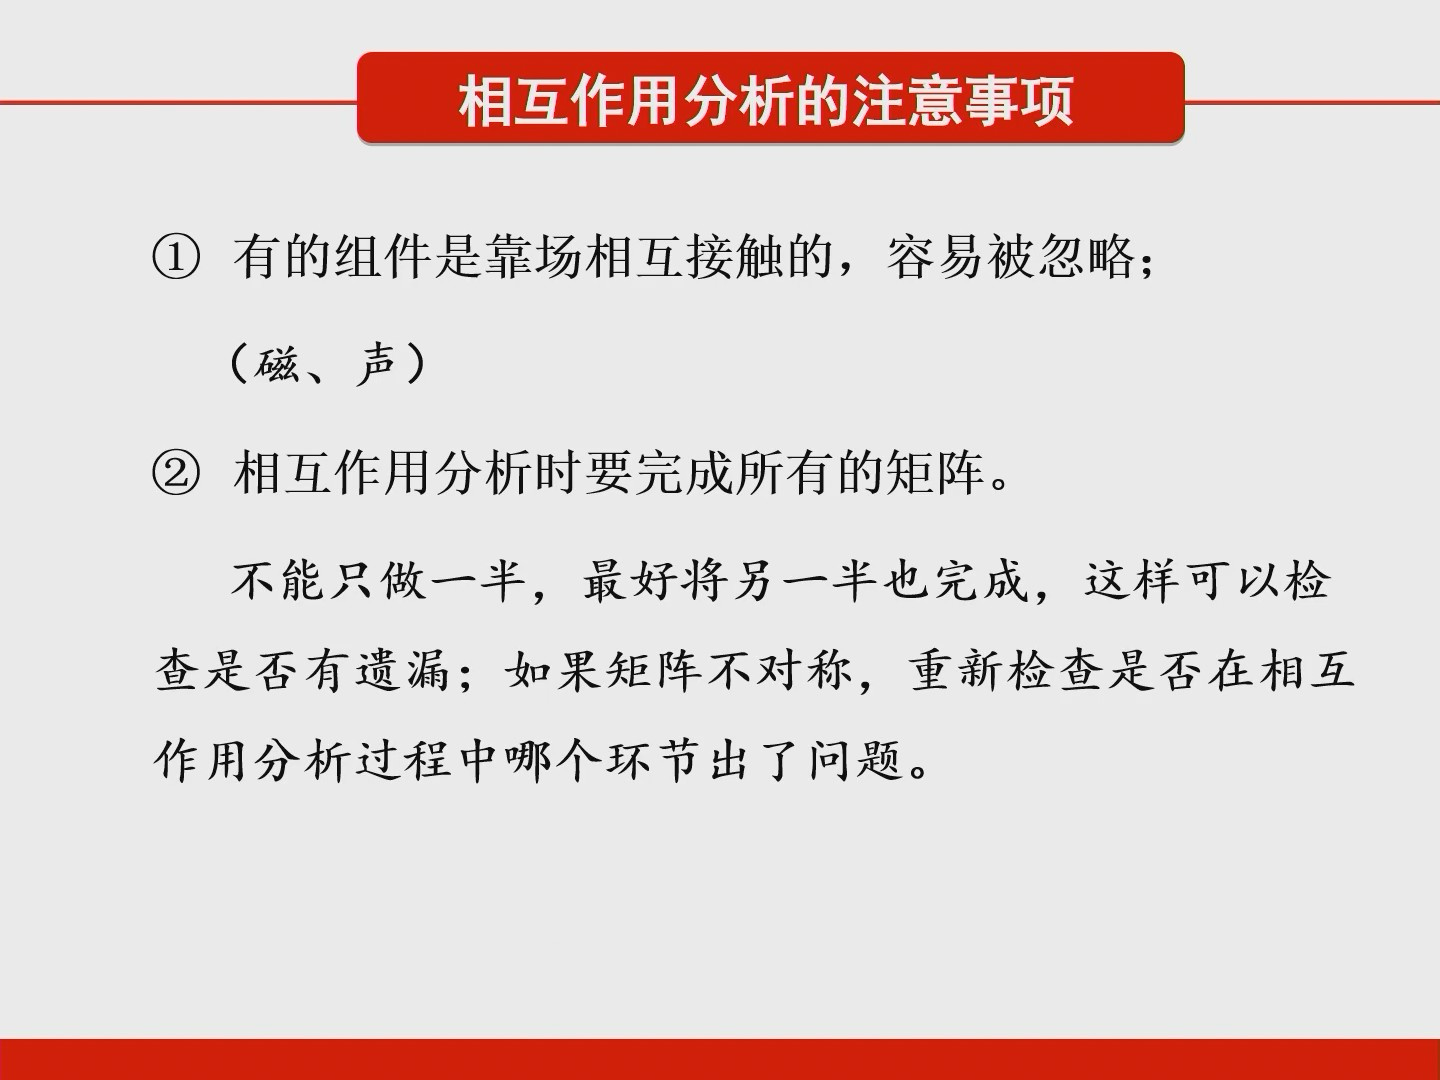 相互作用分析的注意事项
① 有的组件是靠场相互接触的，容易被忽略；
（磁、声）
② 相互作用分析时要完成所有的矩阵。
不能只做一半，最好将另一半也完成，这样可以检
查是否有遗漏；如果矩阵不对称，重新检查是否在相互
作用分析过程中哪个环节出了问题。